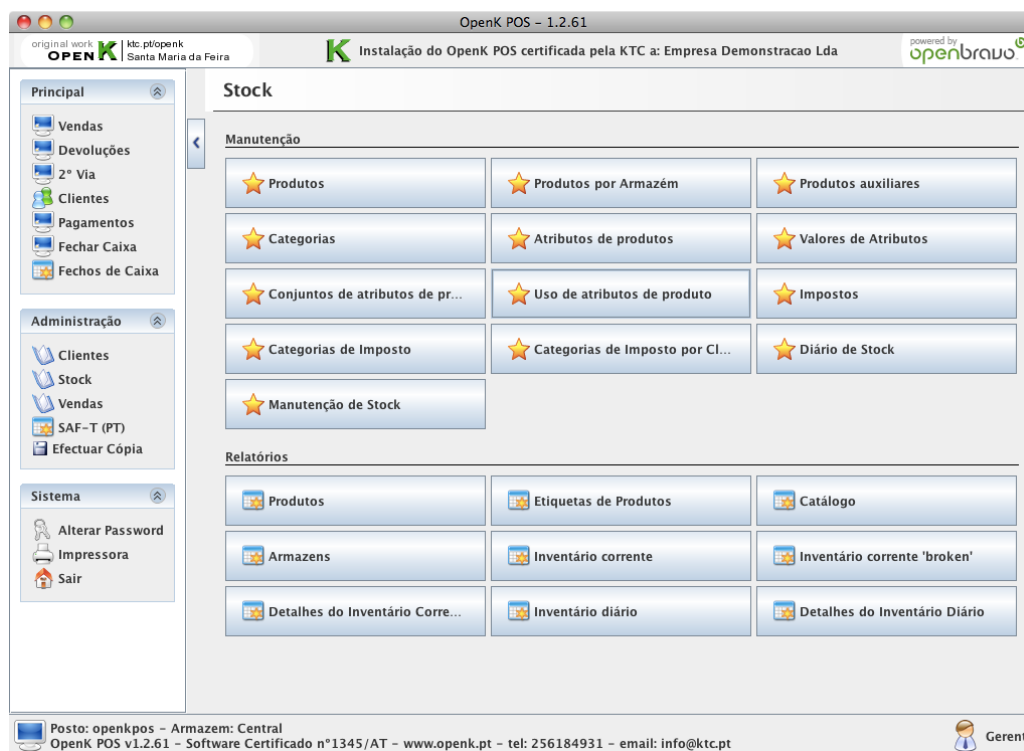 OpenK POS – 1.2.61
original work
OPEN K
ktc.pt/openk
Santa Maria da Feira
K Instalação do OpenK POS certificada pela KTC a: Empresa Demonstracao Lda
powered by
openbravo
Principal
Vendas
Devoluções
2º Via
Clientes
Pagamentos
Fechar Caixa
Fechos de Caixa
Administração
Clientes
Stock
Vendas
SAF-T (PT)
Efectuar Cópia
Sistema
Alterar Password
Impressora
Sair
Stock
Manutenção
Produtos
Produtos por Armazém
Produtos auxiliares
Categorias
Atributos de produtos
Valores de Atributos
Conjuntos de atributos de pr...
Uso de atributos de produto
Impostos
Categorias de Imposto
Categorias de Imposto por Cl...
Diário de Stock
Manutenção de Stock
Relatórios
Produtos
Etiquetas de Produtos
Catálogo
Armazens
Inventário corrente
Inventário corrente 'broken'
Detalhes do Inventário Corre...
Inventário diário
Detalhes do Inventário Diário
Posto: openkpos – Armazem: Central
OpenK POS v1.2.61 – Software Certificado n°1345/AT – www.openk.pt – tel: 256184931 – email: info@ktc.pt
Gerent